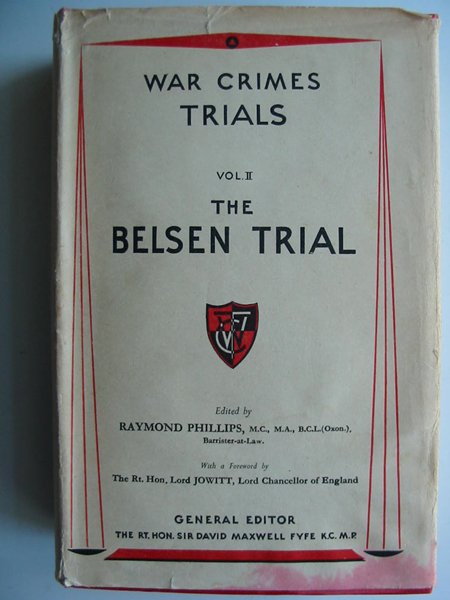 WAR CRIMES
TRIALS
VOL. II
THE
BELSEN TRIAL
Edited by
RAYMOND PHILLIPS, M.C., M.A., B.C.L.(Oxon.),
Barrister-at-Law.
With a Foreword by
The Rt. Hon. Lord JOWITT, Lord Chancellor of England
GENERAL EDITOR
THE RT. HON. SIR DAVID MAXWELL FYFE K.C. M.P.